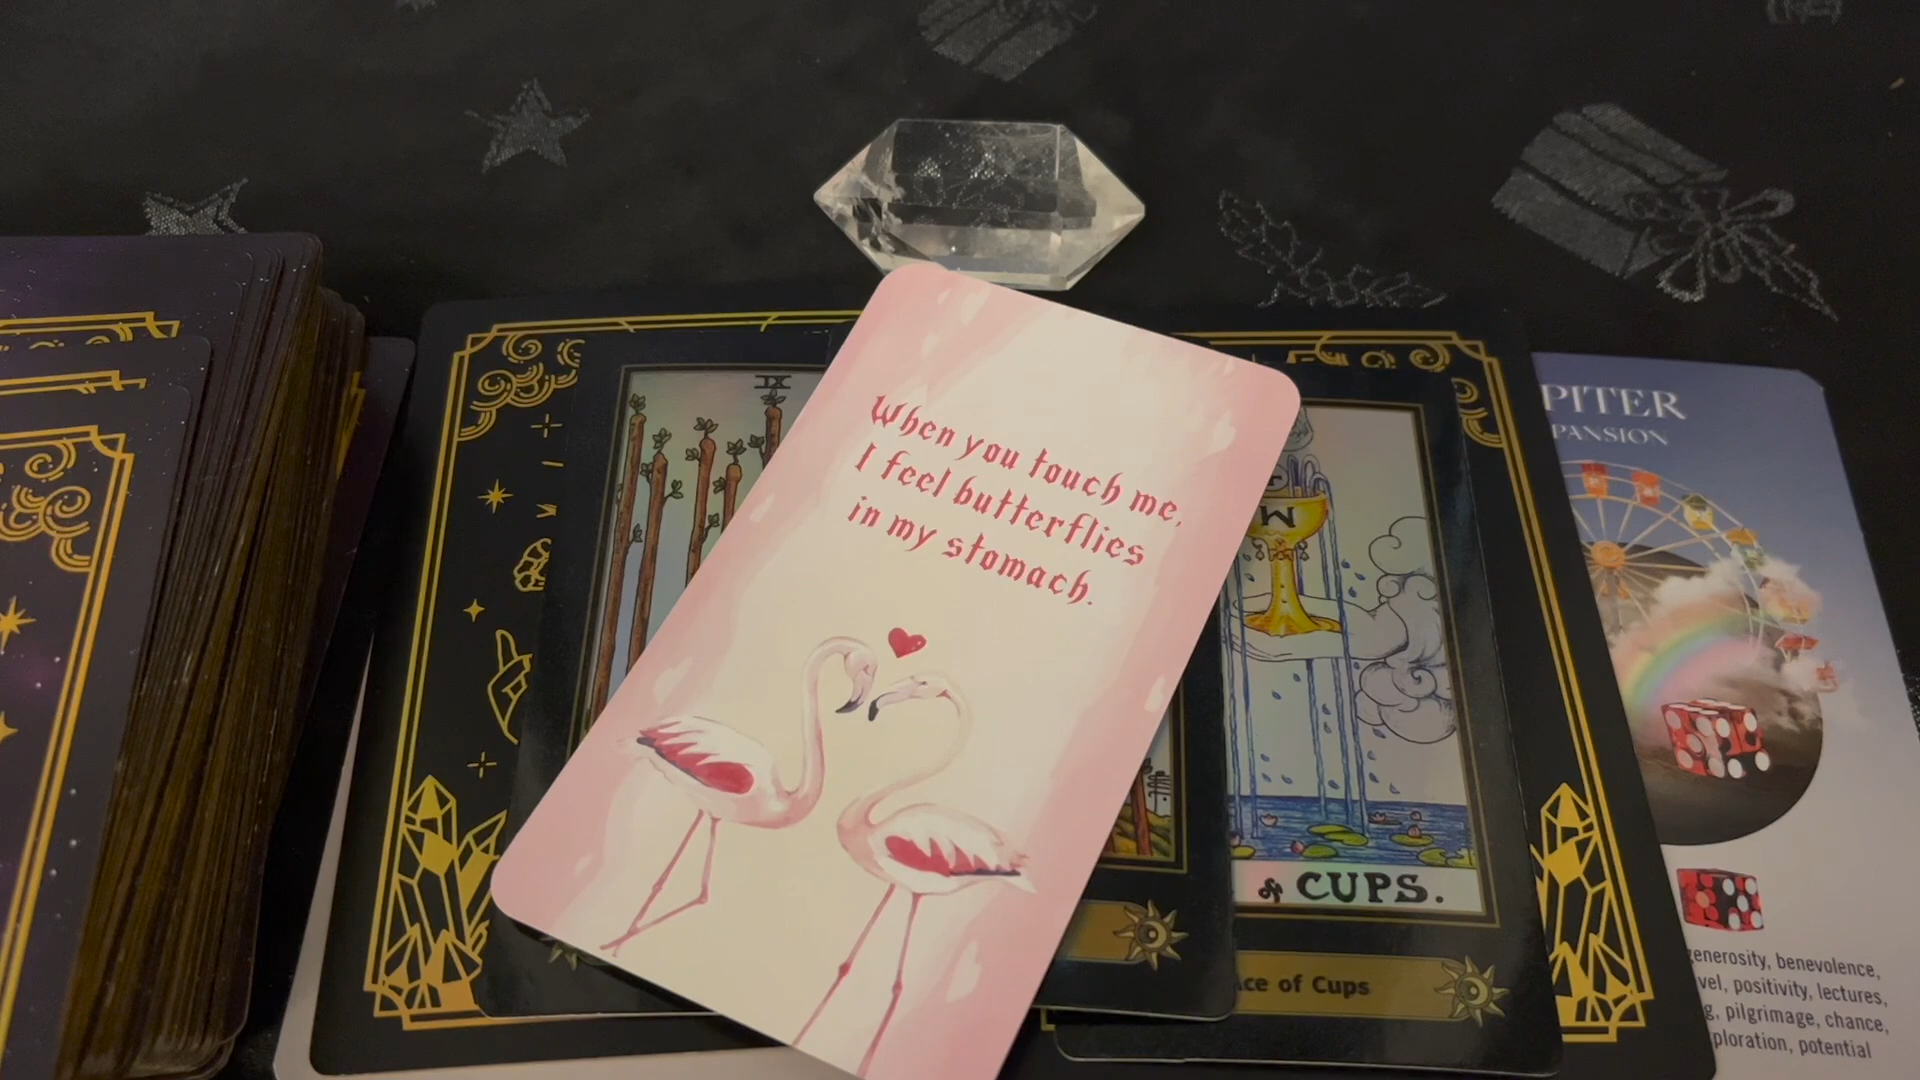 When you touch me,
I feel butterflies
in my stomach.
IX
M
CUPS.
Ace of Cups
PITER
PANSION
generosity, benevolence,
vel, positivity, lectures,
g, pilgrimage, chance,
ploration, potential